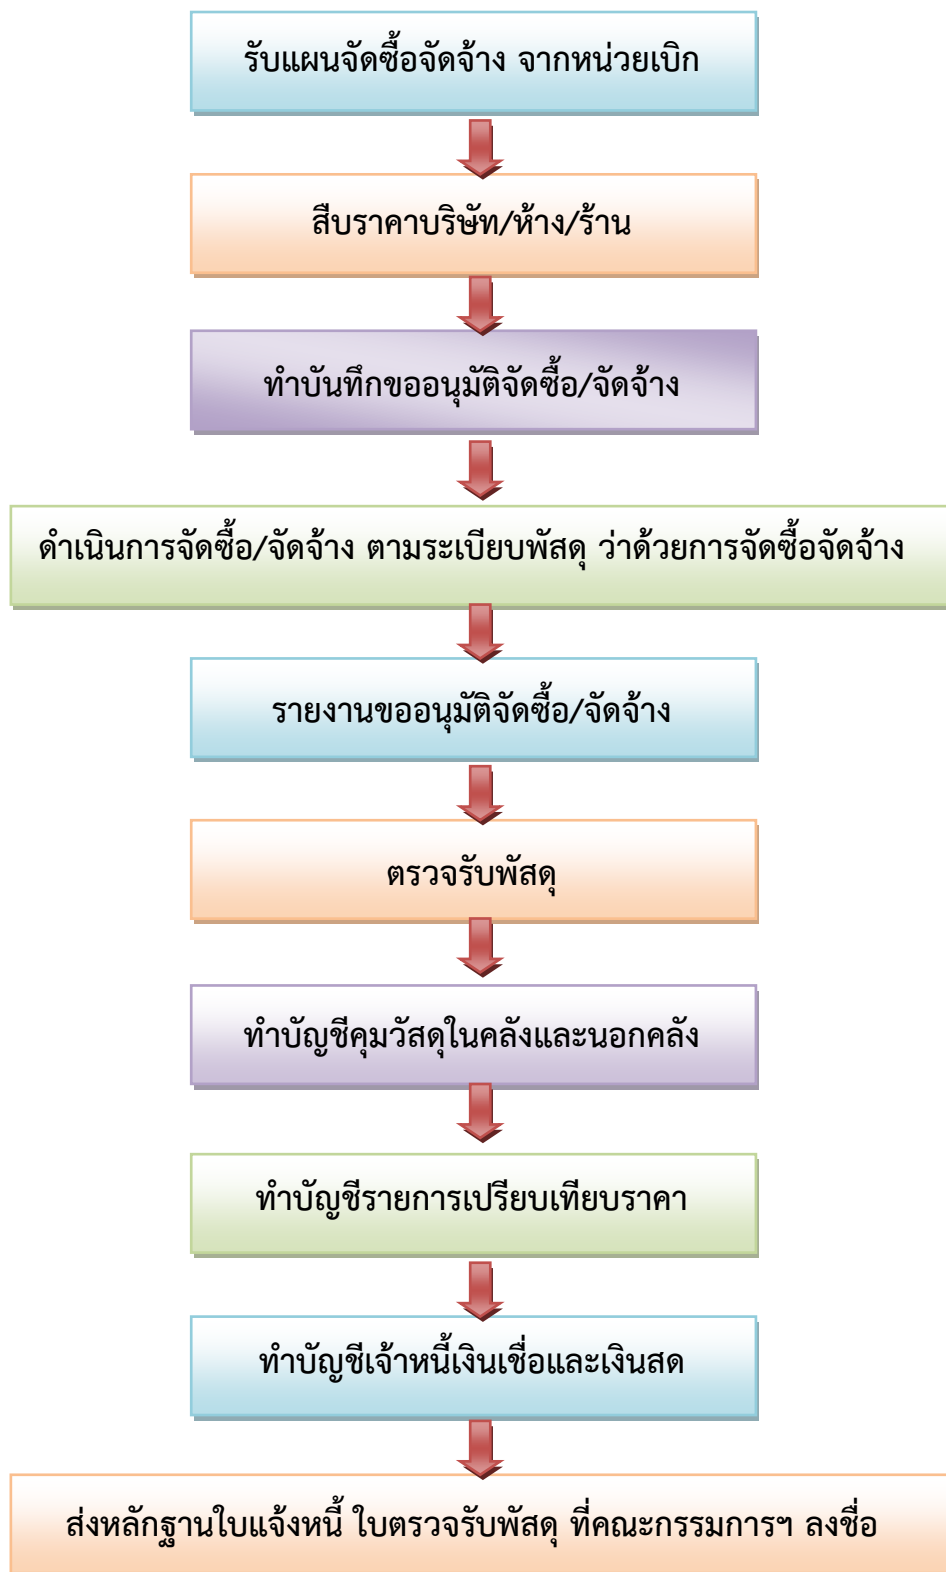 รับแผนจัดซื้อจัดจ้าง จากหน่วยเบิก
สืบราคาบริษัท/ห้าง/ร้าน
ทำบันทึกขออนุมัติจัดซื้อ/จัดจ้าง
ดำเนินการจัดซื้อ/จัดจ้าง ตามระเบียบพัสดุ ว่าด้วยการจัดซื้อจัดจ้าง
รายงานขออนุมัติจัดซื้อ/จัดจ้าง
ตรวจรับพัสดุ
ทำบัญชีคุมวัสดุในคลังและนอกคลัง
ทำบัญชีรายการเปรียบเทียบราคา
ทำบัญชีเจ้าหนี้เงินเชื่อและเงินสด
ส่งหลักฐานใบแจ้งหนี้ ใบตรวจรับพัสดุ ที่คณะกรรมการฯ ลงชื่อ